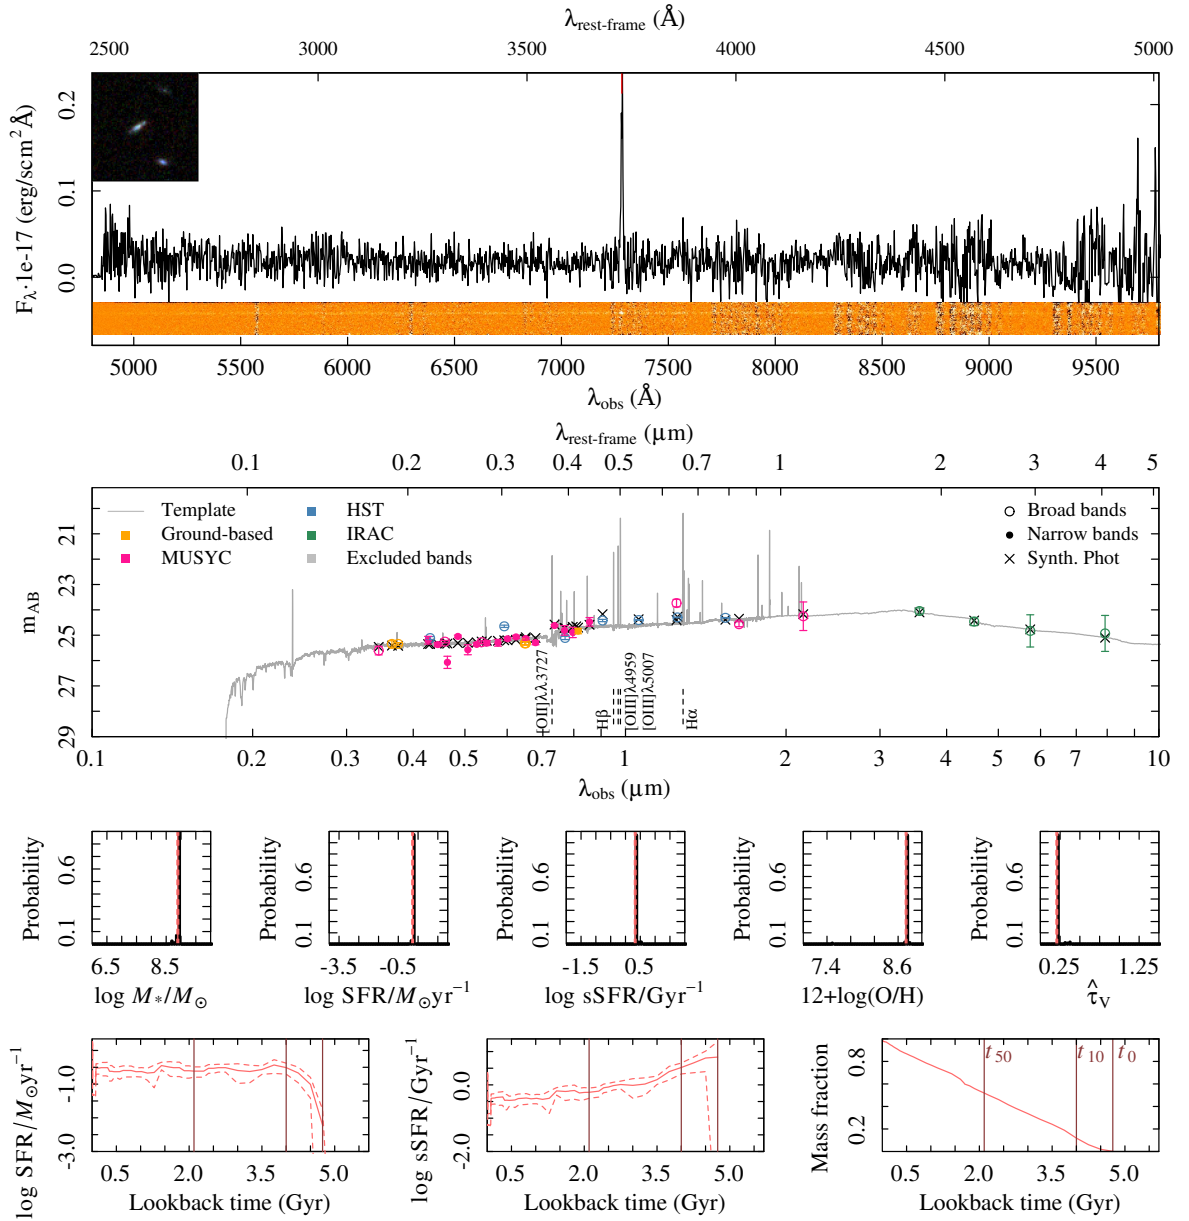 λrest-frame (Å)
2500 3000 3500 4000 4500 5000
Fλ·1e-17 (erg/scm² Å)
0.2
0.1
0.0
5000 5500 6000 6500 7000 7500 8000 8500 9000 9500
λobs (Å)
λrest-frame (μm)
0.1 0.2 0.3 0.4 0.5 0.7 1 2 3 4 5
mAB
21
23
25
27
29
Template
Ground-based
MUSYC
HST
IRAC
Excluded bands
Broad bands
Narrow bands
Synth. Phot
[OII]λλ3727
Hβ
[OIII]λ4959
[OIII]λ5007
Hα
0.1 0.2 0.3 0.4 0.5 0.7 1 2 3 4 5 6 7 10
λobs (μm)
Probability
0.6
0.1
6.5 8.5
log M*/M⊙
Probability
0.6
0.1
-3.5 -0.5
log SFR/M⊙yr⁻¹
Probability
0.6
0.1
-1.5 0.5
log sSFR/Gyr⁻¹
Probability
0.6
0.1
7.4 8.6
12+log(O/H)
Probability
0.6
0.1
0.25 1.25
τ̂V
log SFR/M⊙yr⁻¹
-1.0
-3.0
0.5 2.0 3.5 5.0
Lookback time (Gyr)
log sSFR/Gyr⁻¹
0.0
-2.0
0.5 2.0 3.5 5.0
Lookback time (Gyr)
Mass fraction
0.8
0.2
t50 t10 t0
0.5 2.0 3.5 5.0
Lookback time (Gyr)